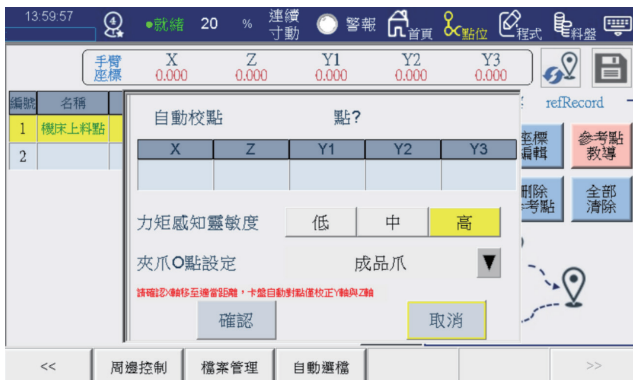 13:59:57 4 ●就緒 20 % 連續 寸動 警報 首頁 點位 程式 料盤
手臂 座標 X 0.000 Z 0.000 Y1 0.000 Y2 0.000 Y3 0.000
編號 名稱 refRecord
1 機床上料點
2
自動校點 點?
X Z Y1 Y2 Y3
力矩感知靈敏度 低 中 高
夾爪O點設定 成品爪 ▼
請確認X軸移至適當距離，卡盤自動對點僅校正Y軸與Z軸
確認 取消
座標 編輯
參考點 教導
刪除 參考點
全部 清除
<< 周邊控制 檔案管理 自動選檔 >>